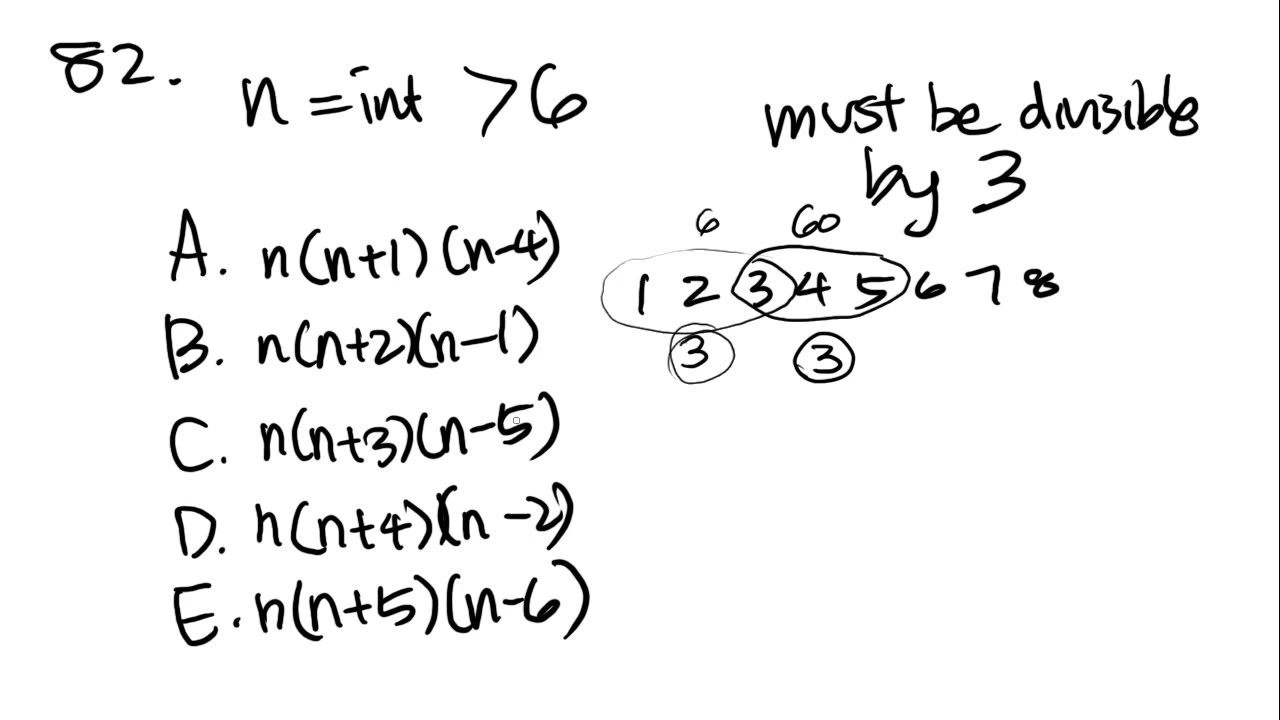 82.
n = int > 6
must be divisible
by 3
A. n(n+1)(n-4)
B. n(n+2)(n-1)
C. n(n+3)(n-5)
D. n(n+4)(n-2)
E. n(n+5)(n-6)
6 60
1 2 3 4 5 6 7 8
3 3